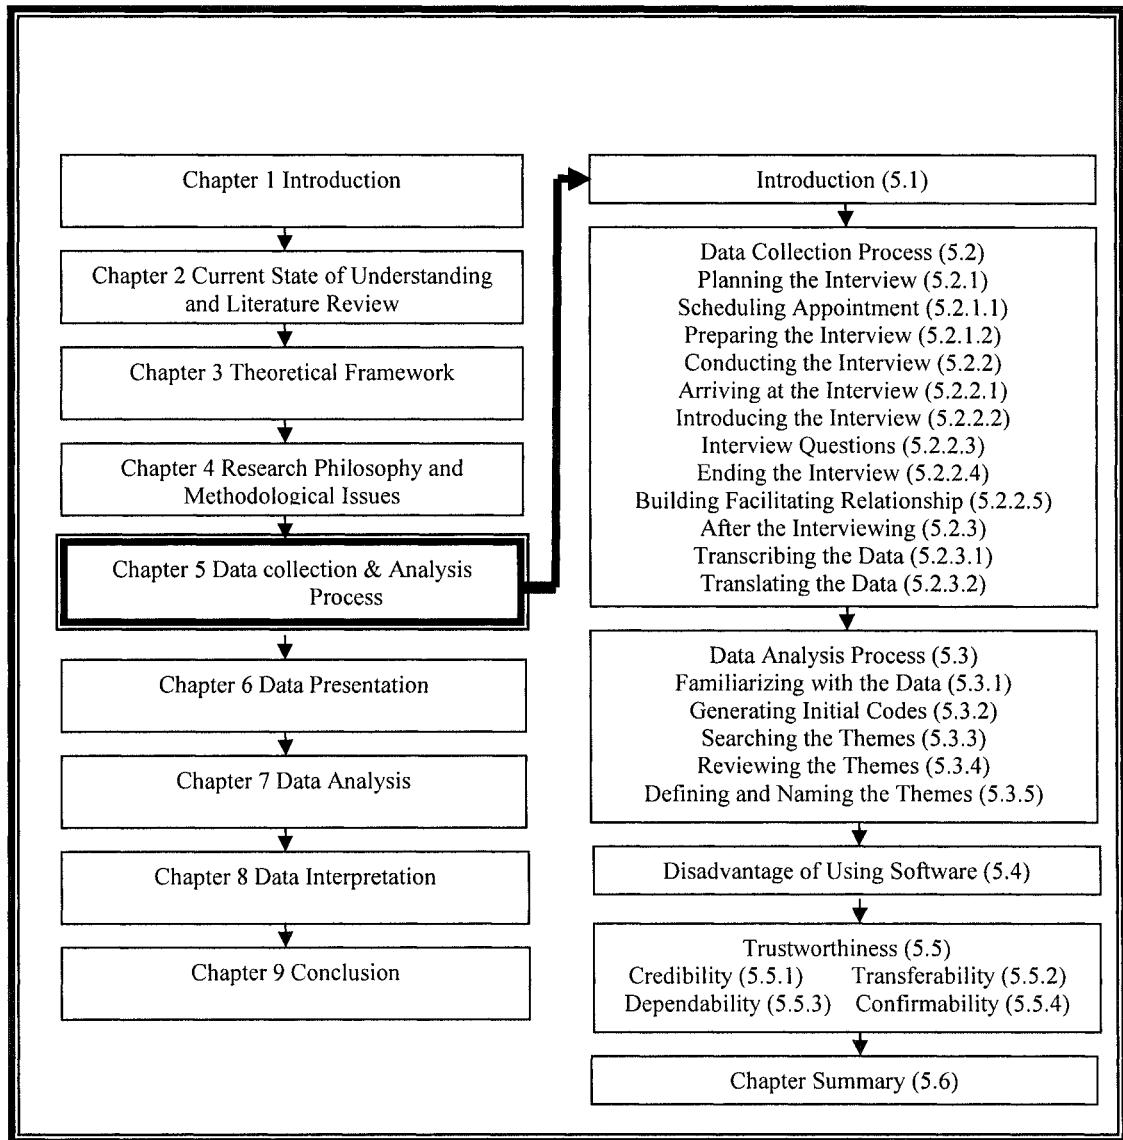 Chapter 1 Introduction
Chapter 2 Current State of Understanding
and Literature Review
Chapter 3 Theoretical Framework
Chapter 4 Research Philosophy and
Methodological Issues
Chapter 5 Data collection & Analysis
Process
Chapter 6 Data Presentation
Chapter 7 Data Analysis
Chapter 8 Data Interpretation
Chapter 9 Conclusion
Introduction (5.1)
Data Collection Process (5.2)
Planning the Interview (5.2.1)
Scheduling Appointment (5.2.1.1)
Preparing the Interview (5.2.1.2)
Conducting the Interview (5.2.2)
Arriving at the Interview (5.2.2.1)
Introducing the Interview (5.2.2.2)
Interview Questions (5.2.2.3)
Ending the Interview (5.2.2.4)
Building Facilitating Relationship (5.2.2.5)
After the Interviewing (5.2.3)
Transcribing the Data (5.2.3.1)
Translating the Data (5.2.3.2)
Data Analysis Process (5.3)
Familiarizing with the Data (5.3.1)
Generating Initial Codes (5.3.2)
Searching the Themes (5.3.3)
Reviewing the Themes (5.3.4)
Defining and Naming the Themes (5.3.5)
Disadvantage of Using Software (5.4)
Trustworthiness (5.5)
Credibility (5.5.1) Transferability (5.5.2)
Dependability (5.5.3) Confirmability (5.5.4)
Chapter Summary (5.6)